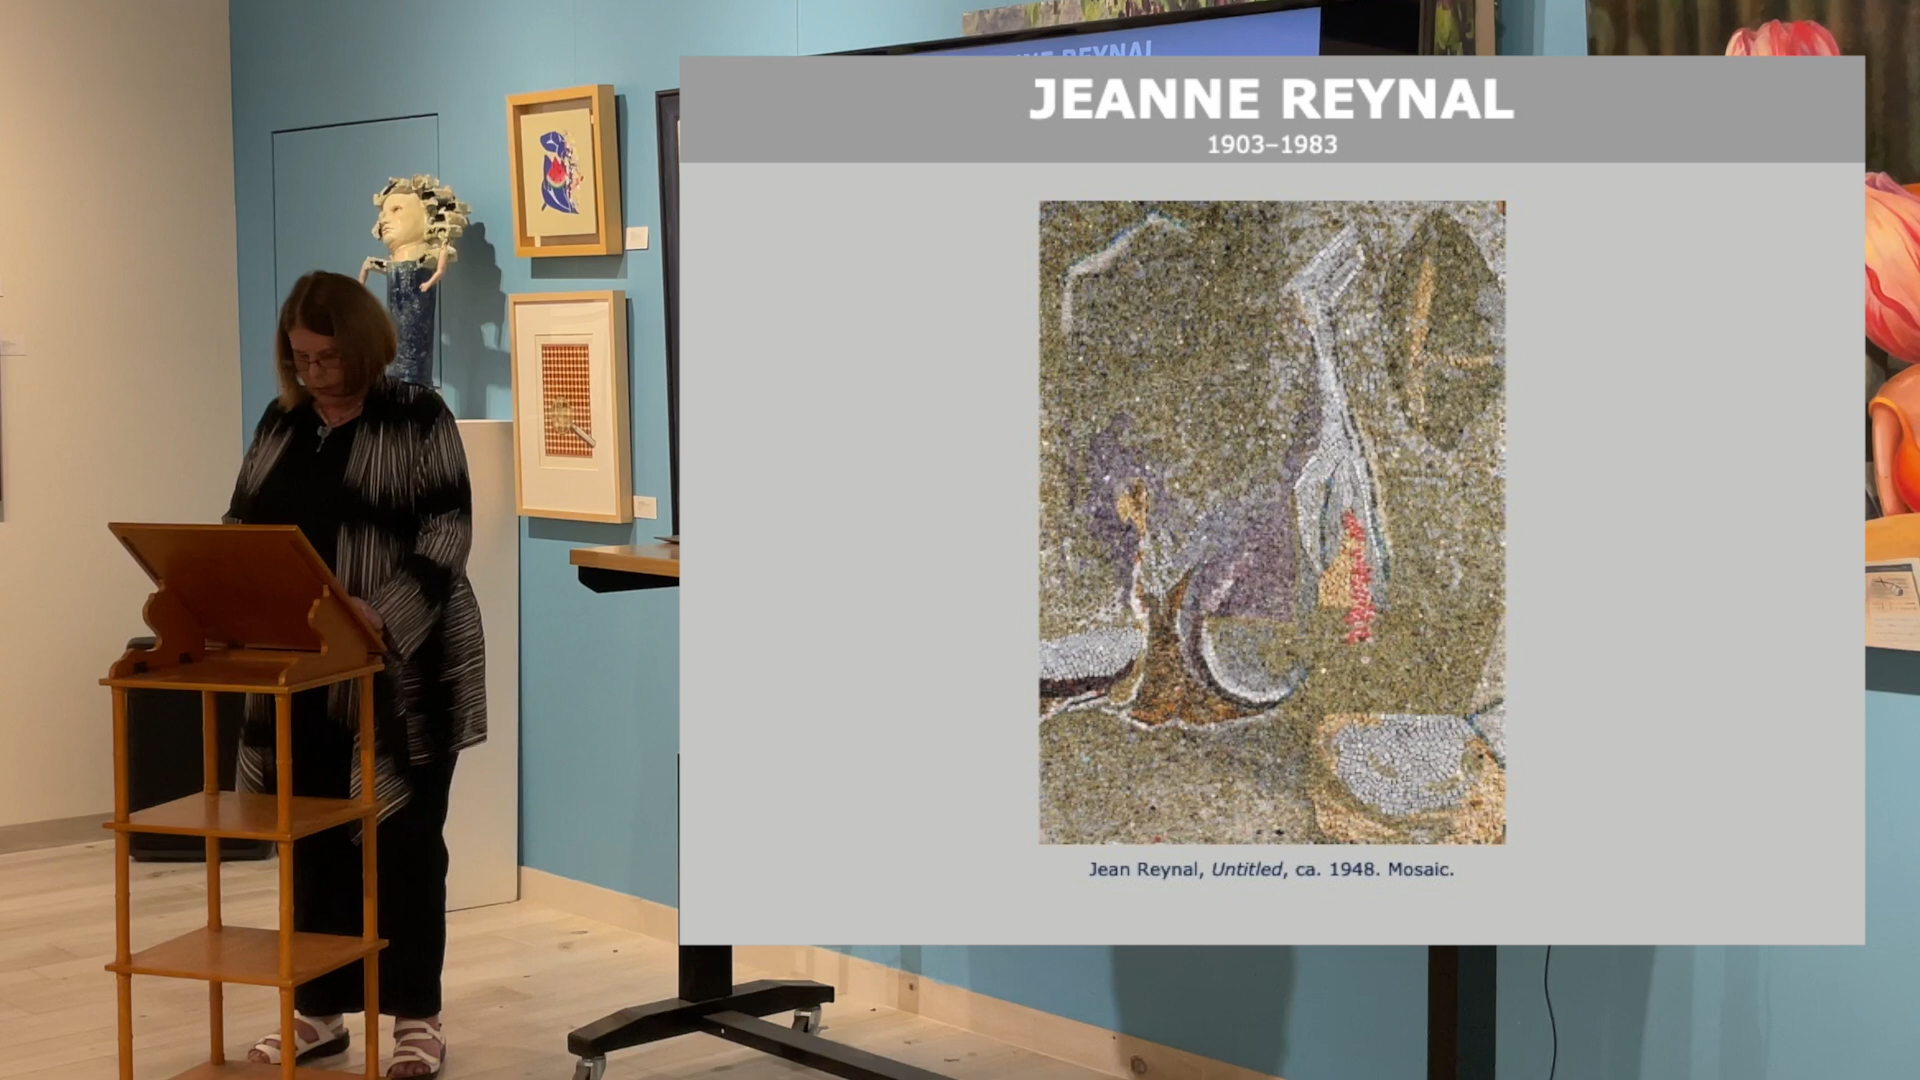 JEANNE REYNAL
1903–1983
Jean Reynal, Untitled, ca. 1948. Mosaic.